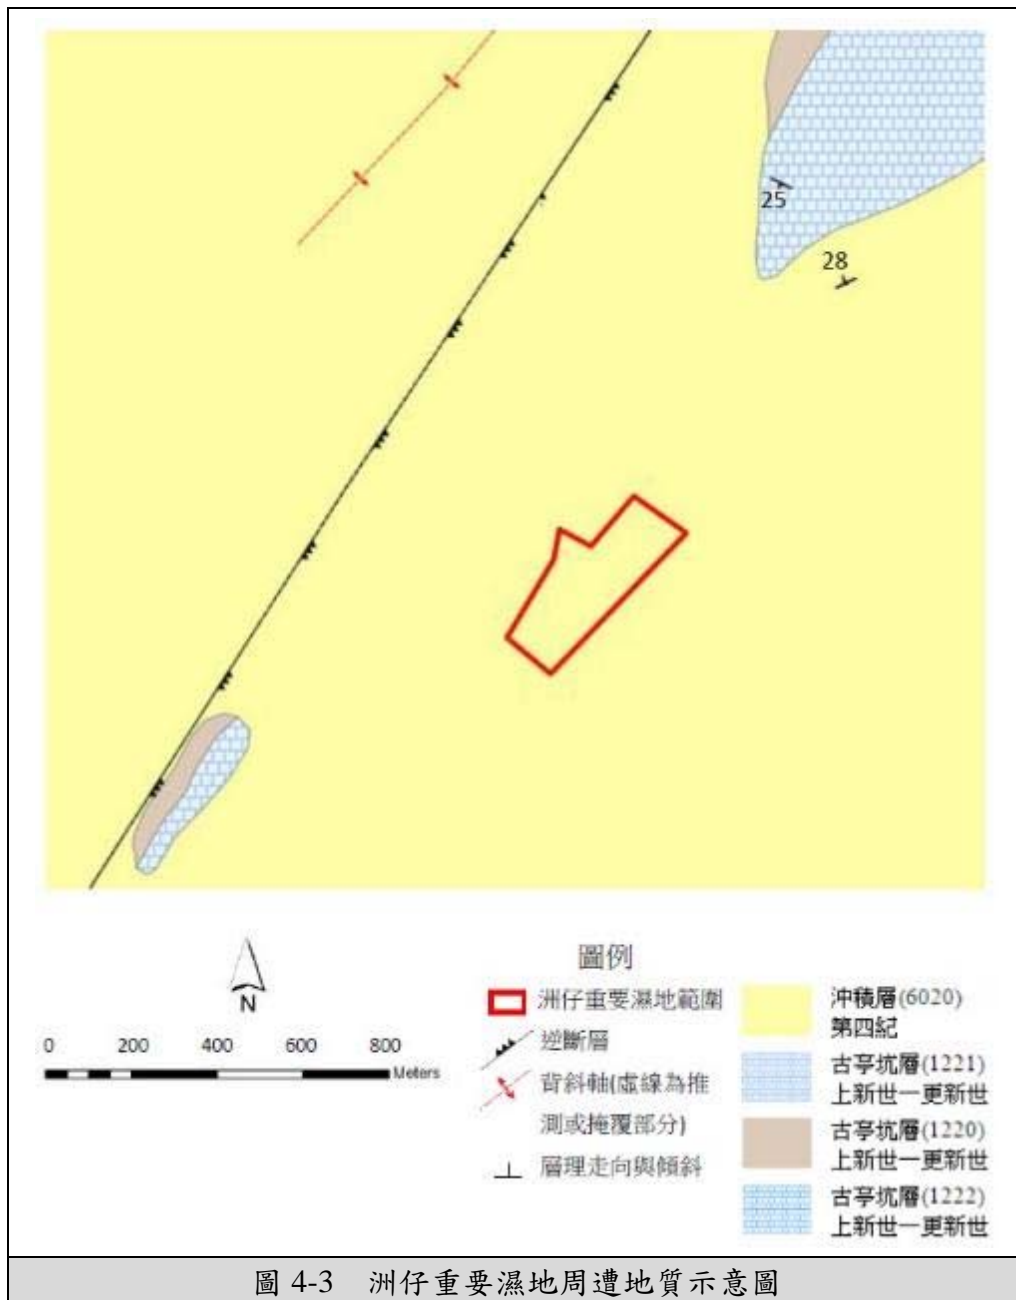 25
28
N
0 200 400 600 800
Meters
圖例
洲仔重要濕地範圍
逆斷層
背斜軸(虛線為推
測或掩覆部分)
層理走向與傾斜
沖積層(6020)
第四紀
古亭坑層(1221)
上新世—更新世
古亭坑層(1220)
上新世—更新世
古亭坑層(1222)
上新世—更新世
圖 4-3 洲仔重要濕地周遭地質示意圖